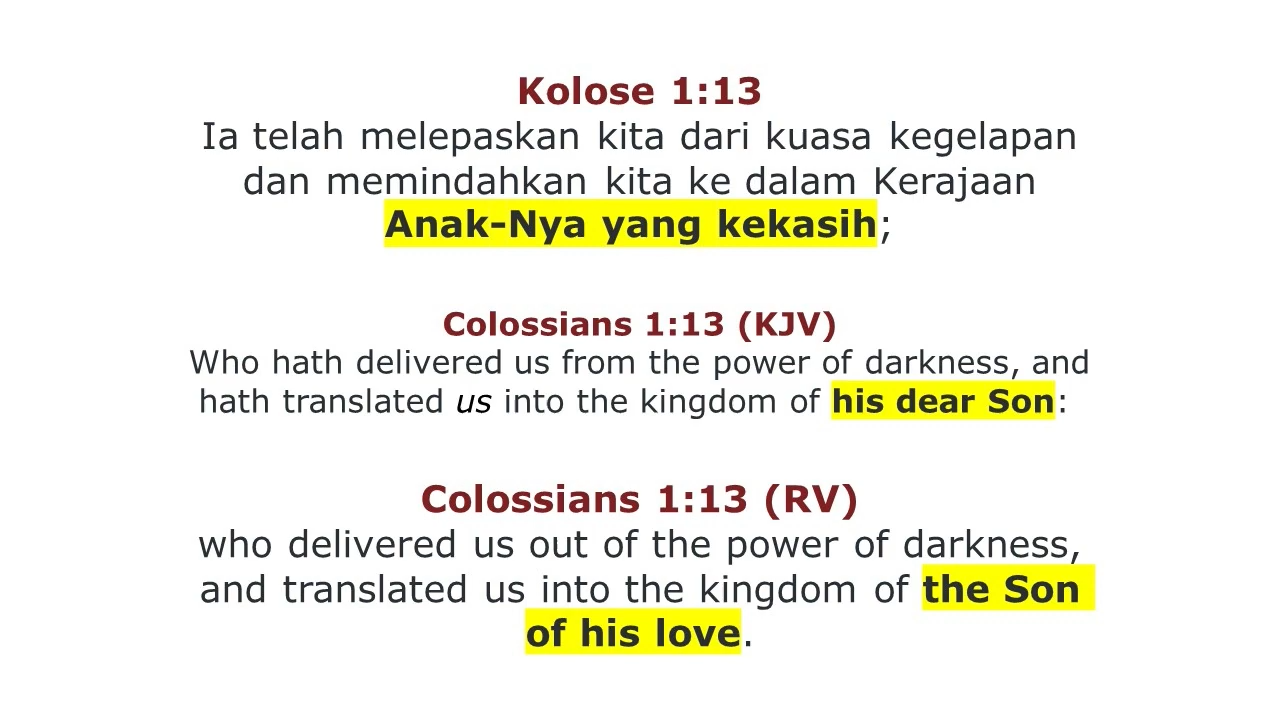 Kolose 1:13
Ia telah melepaskan kita dari kuasa kegelapan
dan memindahkan kita ke dalam Kerajaan
Anak-Nya yang kekasih;
Colossians 1:13 (KJV)
Who hath delivered us from the power of darkness, and
hath translated us into the kingdom of his dear Son:
Colossians 1:13 (RV)
who delivered us out of the power of darkness,
and translated us into the kingdom of the Son
of his love.